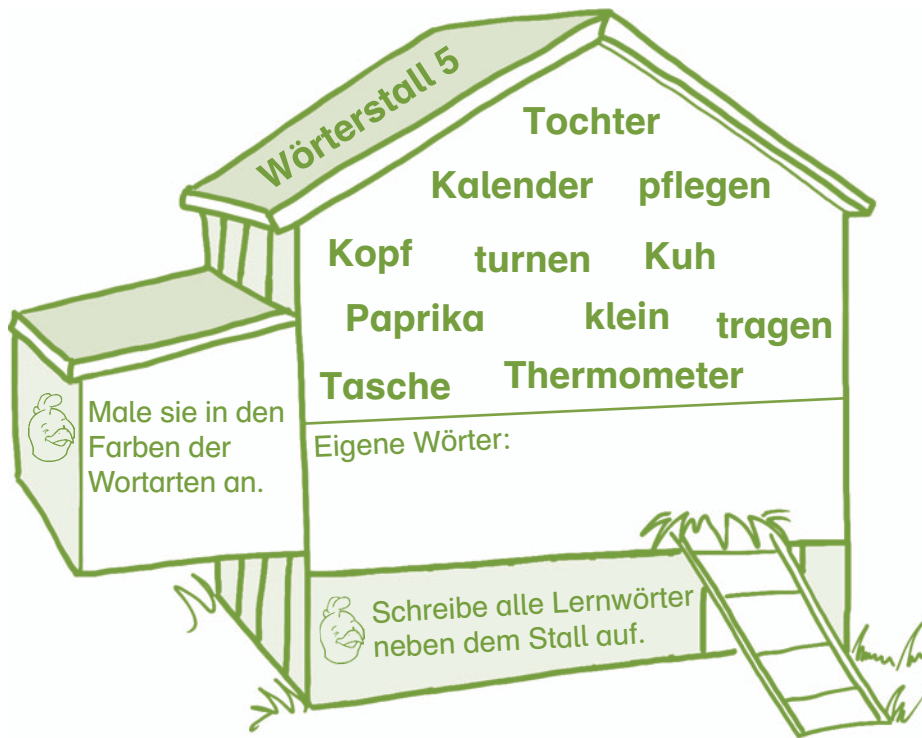 Wörterstall 5
Tochter
Kalender pflegen
Kopf turnen Kuh
Paprika klein tragen
Tasche Thermometer
Male sie in den
Farben der
Wortarten an.
Eigene Wörter:
Schreibe alle Lernwörter
neben dem Stall auf.